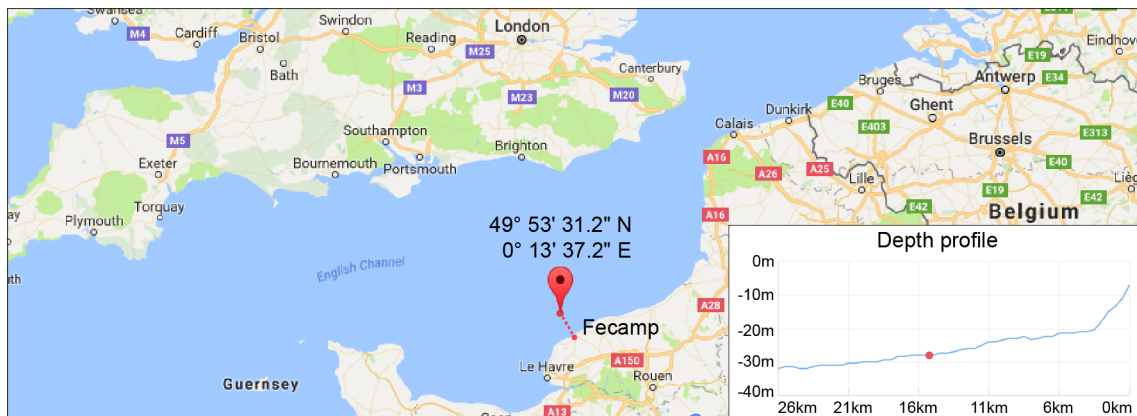 Swansea
Swindon
London
M4
Cardiff
Bristol
Reading
M25
Bath
Canterbury
M3
M23
M20
E19
Eindhov
Antwerp
E34
Bruges
E40
Ghent
Dunkirk
Calais
E403
E313
Brussels
M5
Southampton
Brighton
Portsmouth
Bournemouth
Exeter
Torquay
Plymouth
A16
A26
A25
Lille
E40
Lièg
E19
E42
E42
A16
Belgium
49° 53' 31.2" N
0° 13' 37.2" E
English Channel
Fecamp
A28
Le Havre
A150
Rouen
A13
Guernsey
Depth profile
0m
-10m
-20m
-30m
-40m
26km 21km 16km 11km 6km 0km